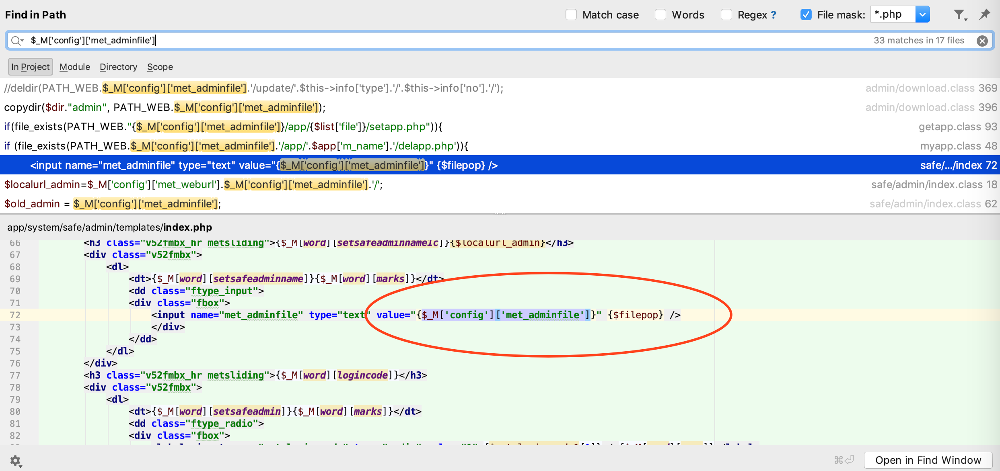 Find in Path
Match case
Words
Regex ?
File mask:
*.php
$_M['config']['met_adminfile']
33 matches in 17 files
In Project
Module
Directory
Scope
//deldir(PATH_WEB.$_M['config']['met_adminfile'].'/update/'.$this->info['type'].'/'.$this->info['no'].'/'); admin/download.class 369
copydir($dir."admin", PATH_WEB.$_M['config']['met_adminfile']); admin/download.class 396
if(file_exists(PATH_WEB."{$_M['config']['met_adminfile']}/app/{$list['file']}/setapp.php")){ getapp.class 93
if (file_exists(PATH_WEB.$_M['config']['met_adminfile'].'/app/'.$app['m_name'].'/delapp.php')){ myapp.class 48
<input name="met_adminfile" type="text" value="{$_M['config']['met_adminfile']}" {$filepop} /> safe/.../index 72
$localurl_admin=$_M['config']['met_weburl'].$_M['config']['met_adminfile'].'/'; safe/admin/index.class 18
$old_admin = $_M['config']['met_adminfile']; safe/admin/index.class 62
app/system/safe/admin/templates/index.php
66 <h3 class="v52fmbx_hr metsliding">{$_M[word][setsafeadminname1c]}{$localurl_admin}</h3>
67 <div class="v52fmbx">
68 <dl>
69 <dt>{$_M[word][setsafeadminname]}{$_M[word][marks]}</dt>
70 <dd class="ftype_input">
71 <div class="fbox">
72 <input name="met_adminfile" type="text" value="{$_M['config']['met_adminfile']}" {$filepop} />
73 </div>
74 </dd>
75 </dl>
76 </div>
77 <h3 class="v52fmbx_hr metsliding">{$_M[word][logincode]}</h3>
78 <div class="v52fmbx">
79 <dl>
80 <dt>{$_M[word][setsafeadmin]}{$_M[word][marks]}</dt>
81 <dd class="ftype_radio">
82 <div class="fbox">
⌘⏎
Open in Find Window